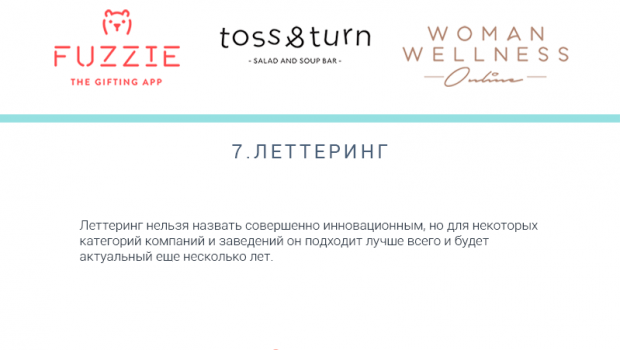 FUZZIE
THE GIFTING APP
toss&turn
- SALAD AND SOUP BAR -
WOMAN
WELLNESS
Online
7.ЛЕТТЕРИНГ
Леттеринг нельзя назвать совершенно инновационным, но для некоторых
категорий компаний и заведений он подходит лучше всего и будет
актуальный еще несколько лет.